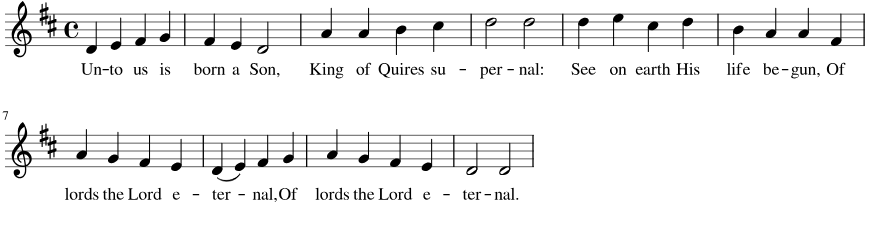 Un-to us is born a Son, King of Quires su - per - nal: See on earth His life be-gun, Of
7
lords the Lord e - ter - nal,Of lords the Lord e - ter-nal.